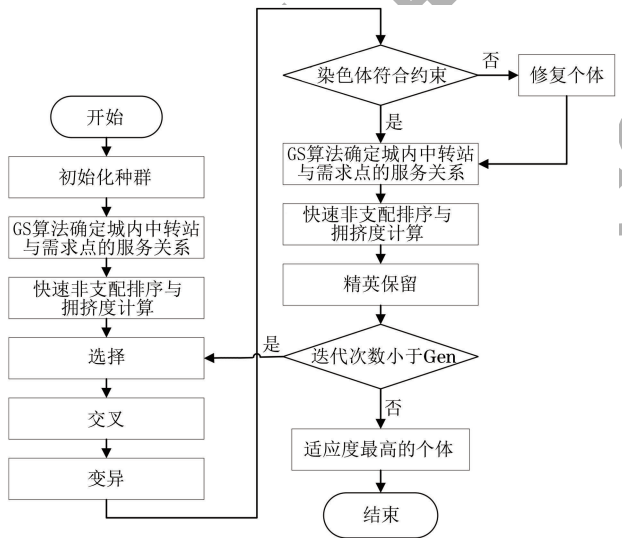 开始
初始化种群
GS算法确定城内中转站
与需求点的服务关系
快速非支配排序与
拥挤度计算
选择
交叉
变异
染色体符合约束
否
修复个体
是
GS算法确定城内中转站
与需求点的服务关系
快速非支配排序与
拥挤度计算
精英保留
是
迭代次数小于Gen
否
适应度最高的个体
结束